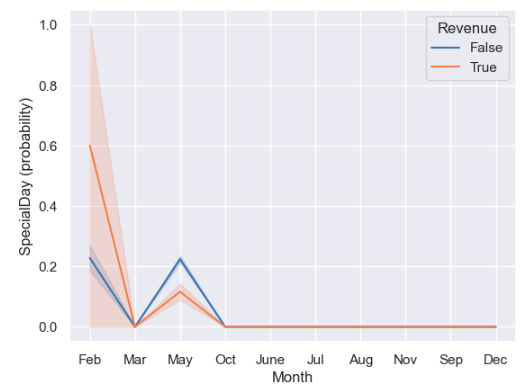 Revenue
False
True
1.0
0.8
0.6
0.4
0.2
0.0
SpecialDay (probability)
Feb Mar May Oct June Jul Aug Nov Sep Dec
Month